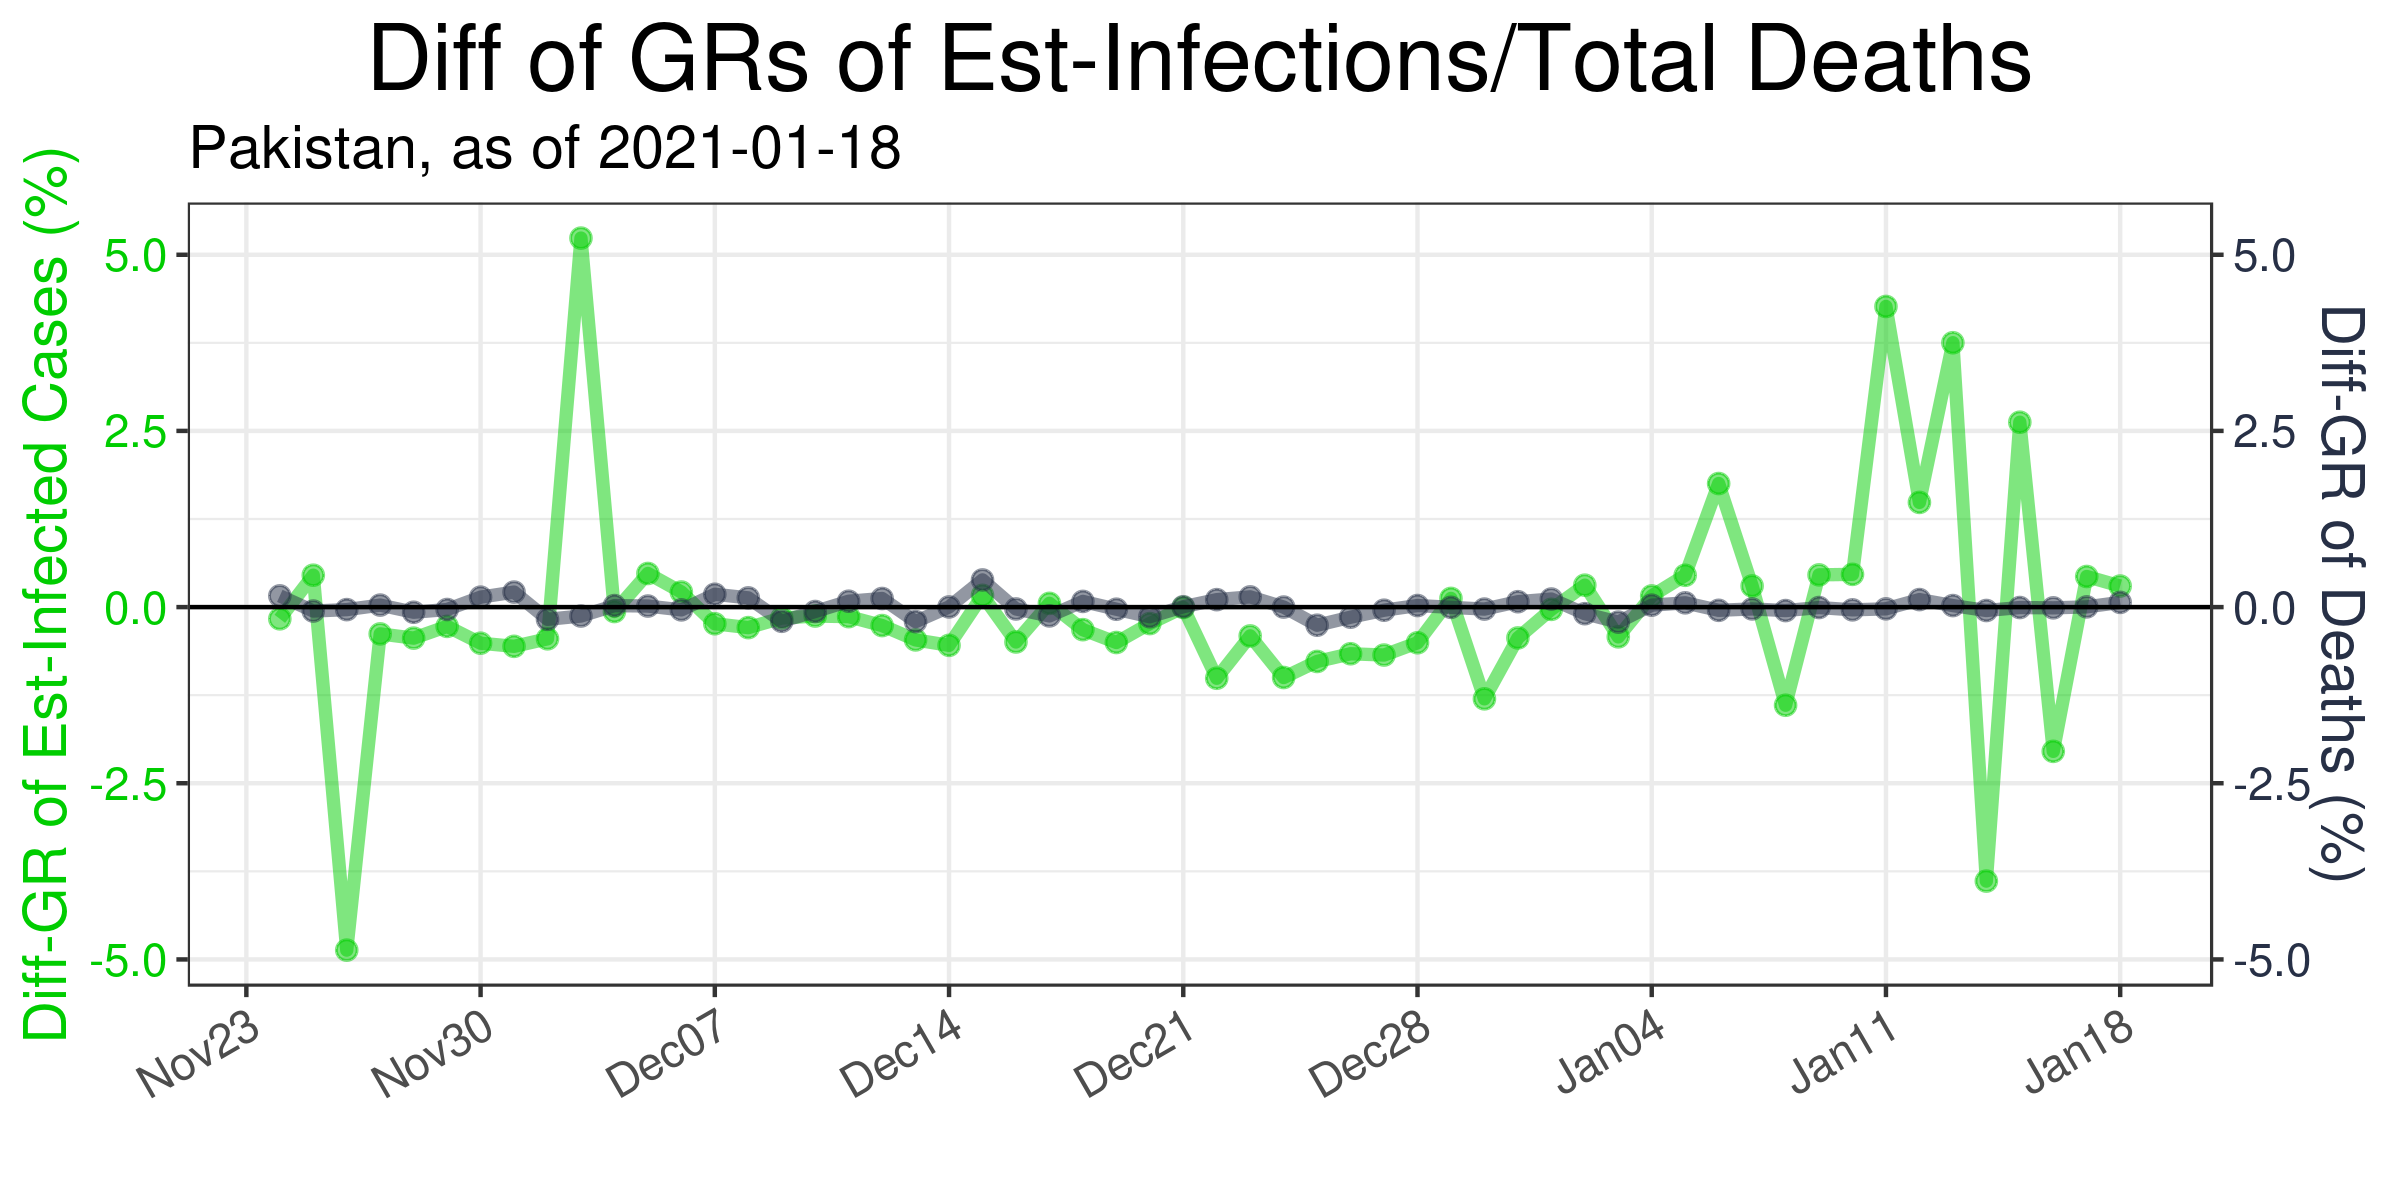 Diff of GRs of Est-Infections/Total Deaths
Pakistan, as of 2021-01-18
Diff-GR of Est-Infected Cases (%)
5.0
2.5
0.0
-2.5
-5.0
5.0
2.5
0.0
-2.5
-5.0
Diff-GR of Deaths (%)
Nov23
Nov30
Dec07
Dec14
Dec21
Dec28
Jan04
Jan11
Jan18